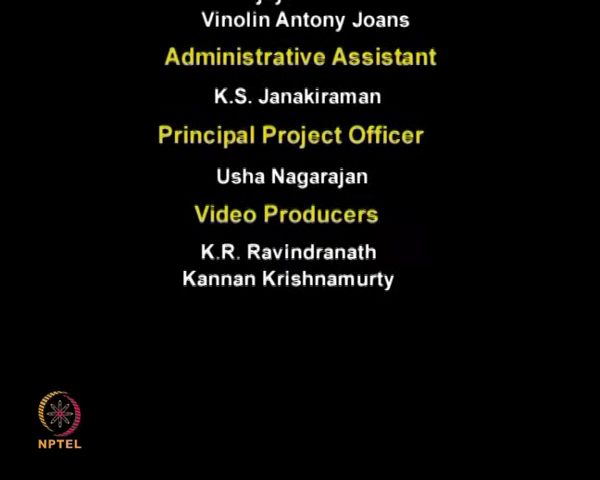 Vinolin Antony Joans
Administrative Assistant
K.S. Janakiraman
Principal Project Officer
Usha Nagarajan
Video Producers
K.R. Ravindranath
Kannan Krishnamurty
NPTEL